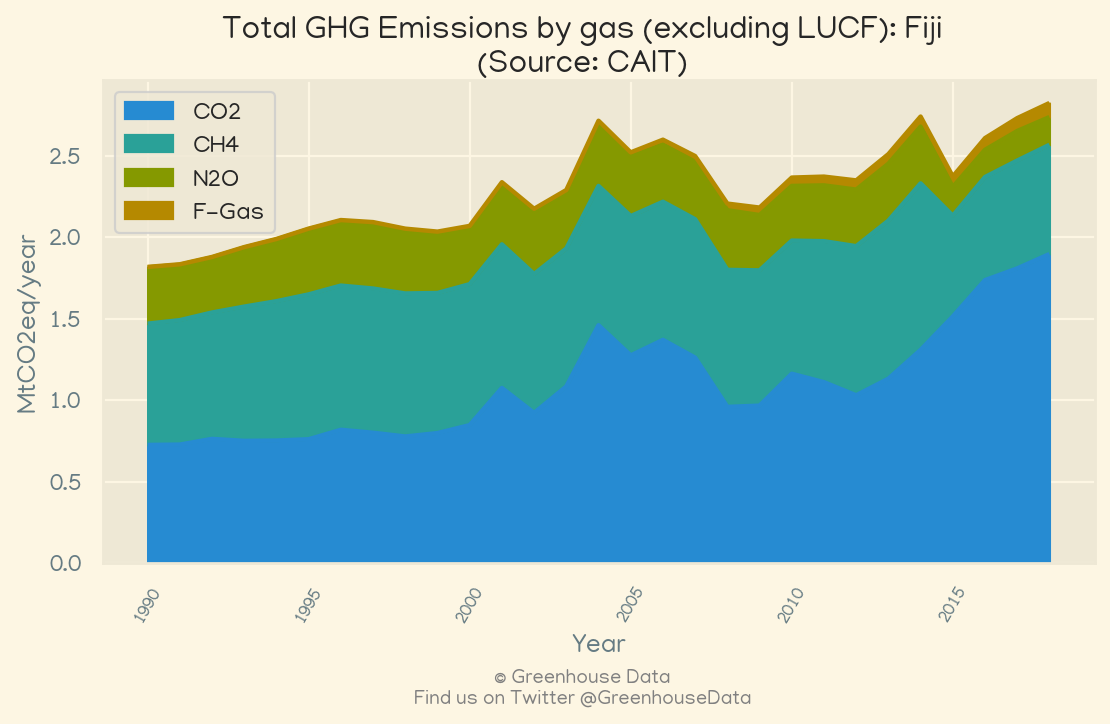 Total GHG Emissions by gas (excluding LUCF): Fiji
(Source: CAIT)
CO2
CH4
N2O
F-Gas
MtCO2eq/year
2.5
2.0
1.5
1.0
0.5
0.0
1990
1995
2000
2005
2010
2015
Year
© Greenhouse Data
Find us on Twitter @GreenhouseData